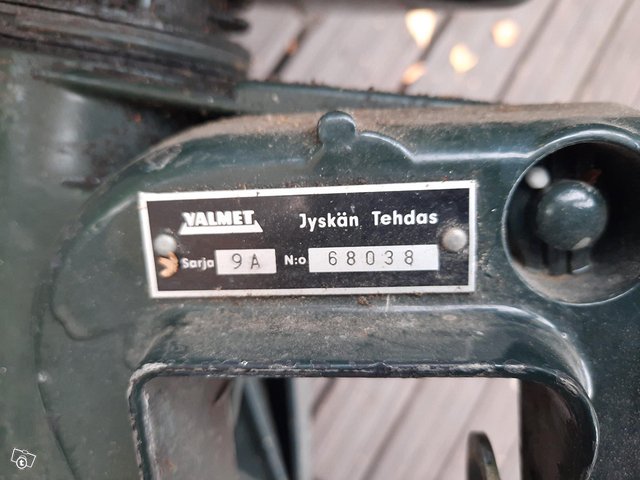 VALMET Jyskän Tehdas
Sarja 9A N:o 68038